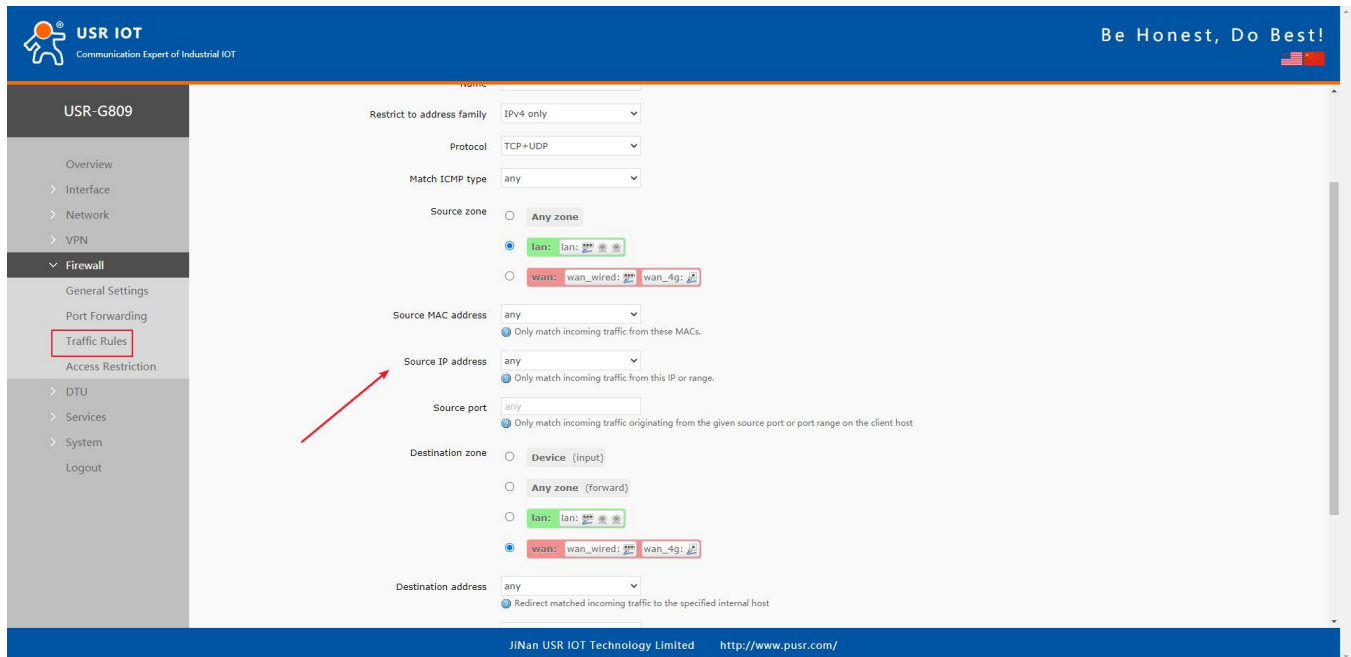 USR IOT
Communication Expert of Industrial IOT
Be Honest, Do Best!
USR-G809
Overview
Interface
Network
VPN
Firewall
General Settings
Port Forwarding
Traffic Rules
Access Restriction
DTU
Services
System
Logout
Name
Restrict to address family IPv4 only
Protocol TCP+UDP
Match ICMP type any
Source zone Any zone
lan: lan:
wan: wan_wired: wan_4g:
Source MAC address any
Only match incoming traffic from these MACs.
Source IP address any
Only match incoming traffic from this IP or range.
Source port any
Only match incoming traffic originating from the given source port or port range on the client host
Destination zone Device (input)
Any zone (forward)
lan: lan:
wan: wan_wired: wan_4g:
Destination address any
Redirect matched incoming traffic to the specified internal host
JiNan USR IOT Technology Limited http://www.pusr.com/